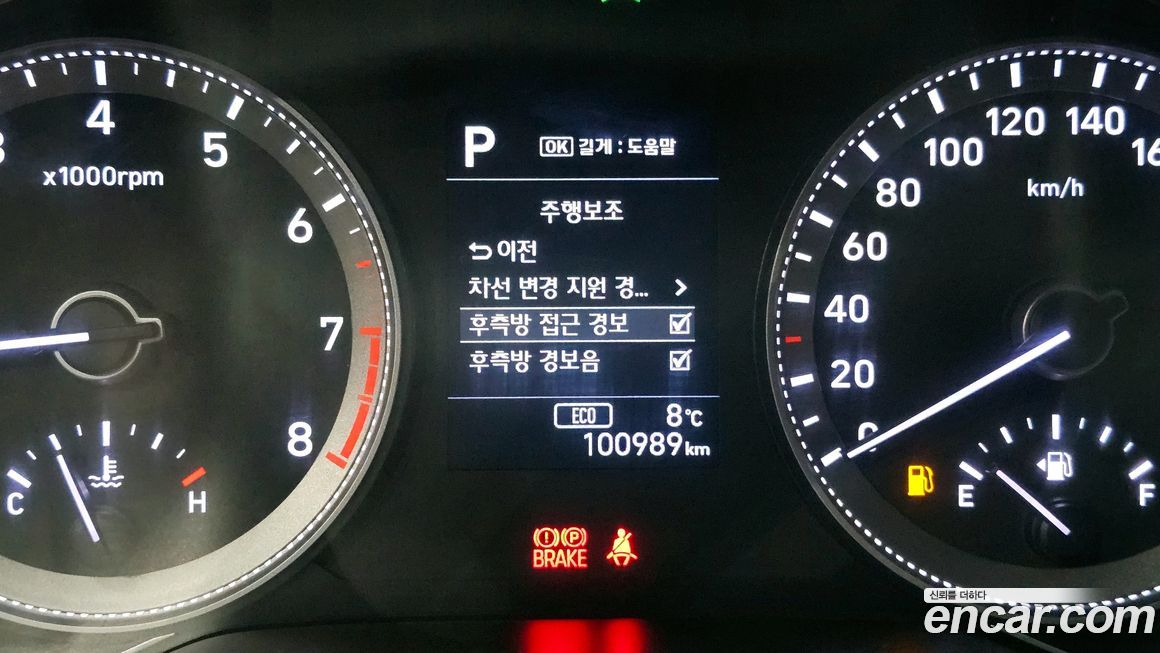 P
OK 길게 : 도움말
주행보조
이전
차선 변경 지원 경...
후측방 접근 경보
후측방 경보음
ECO
8℃
100989km
3
4
5
6
7
8
x1000rpm
C
H
0
20
40
60
80
100
120
140
16
km/h
E
F
BRAKE
신뢰를 더하다
encar.com